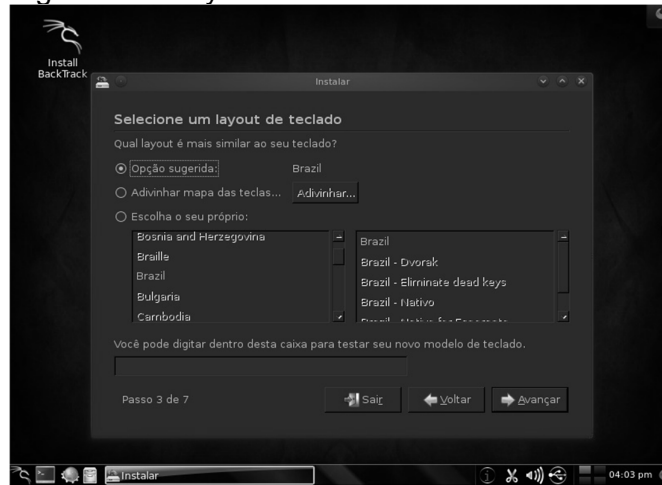 Install
BackTrack
Instalar
Selecione um layout de teclado
Qual layout é mais similar ao seu teclado?
Opção sugerida: Brazil
Adivinhar mapa das teclas... Adivinhar...
Escolha o seu próprio:
Bosnia and Herzegovina
Braille
Brazil
Bulgaria
Cambodia
Brazil
Brazil - Dvorak
Brazil - Eliminate dead keys
Brazil - Nativo
Você pode digitar dentro desta caixa para testar seu novo modelo de teclado.
Passo 3 de 7
Sair
Voltar
Avançar
Instalar
04:03 pm